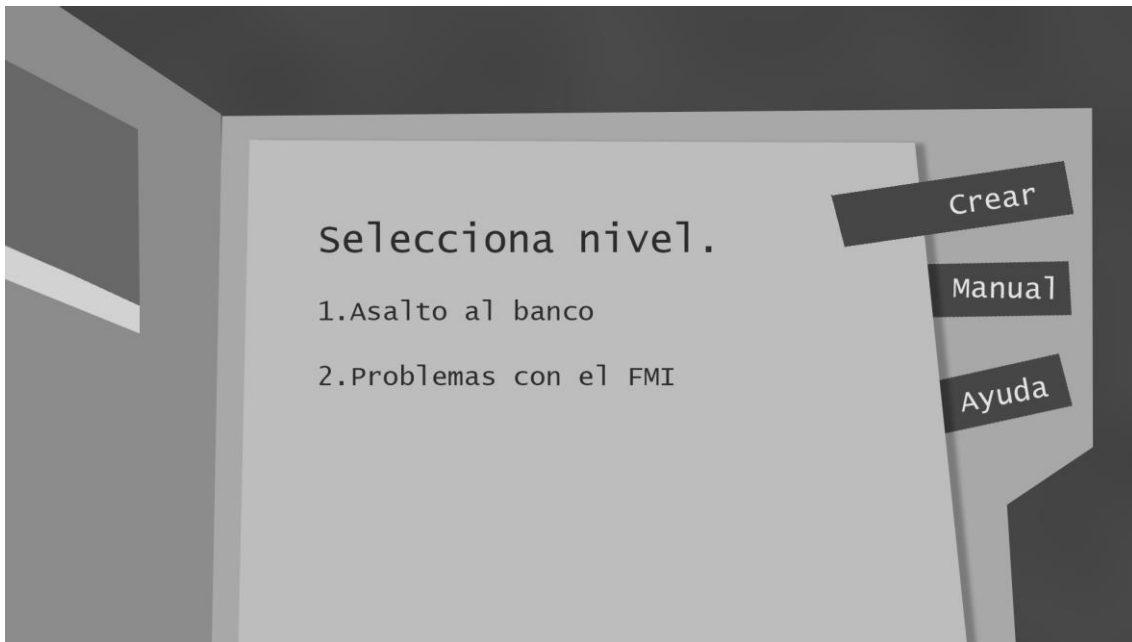 Selecciona nivel.
1.Asalto al banco
2.Problemas con el FMI
Crear
Manual
Ayuda